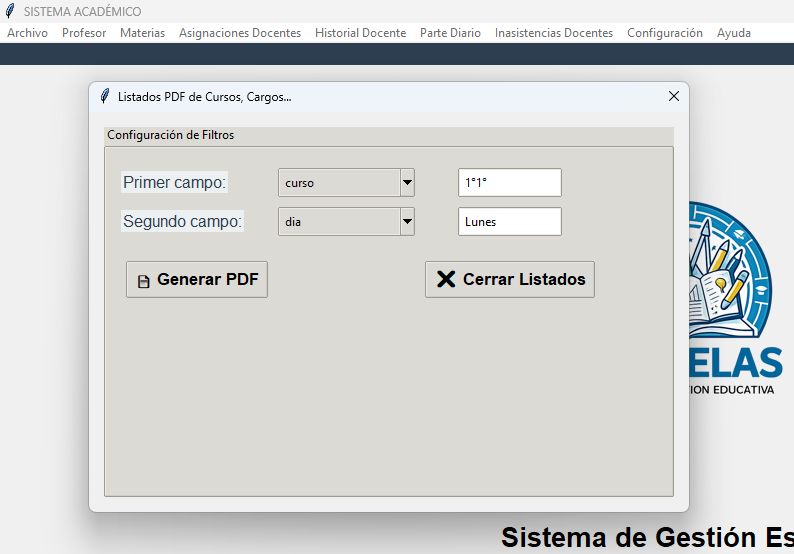 SISTEMA ACADÉMICO
Archivo Profesor Materias Asignaciones Docentes Historial Docente Parte Diario Inasistencias Docentes Configuración Ayuda
Listados PDF de Cursos, Cargos...
Configuración de Filtros
Primer campo: curso 1°1°
Segundo campo: dia Lunes
Generar PDF Cerrar Listados
ELAS
ION EDUCATIVA
Sistema de Gestión Es